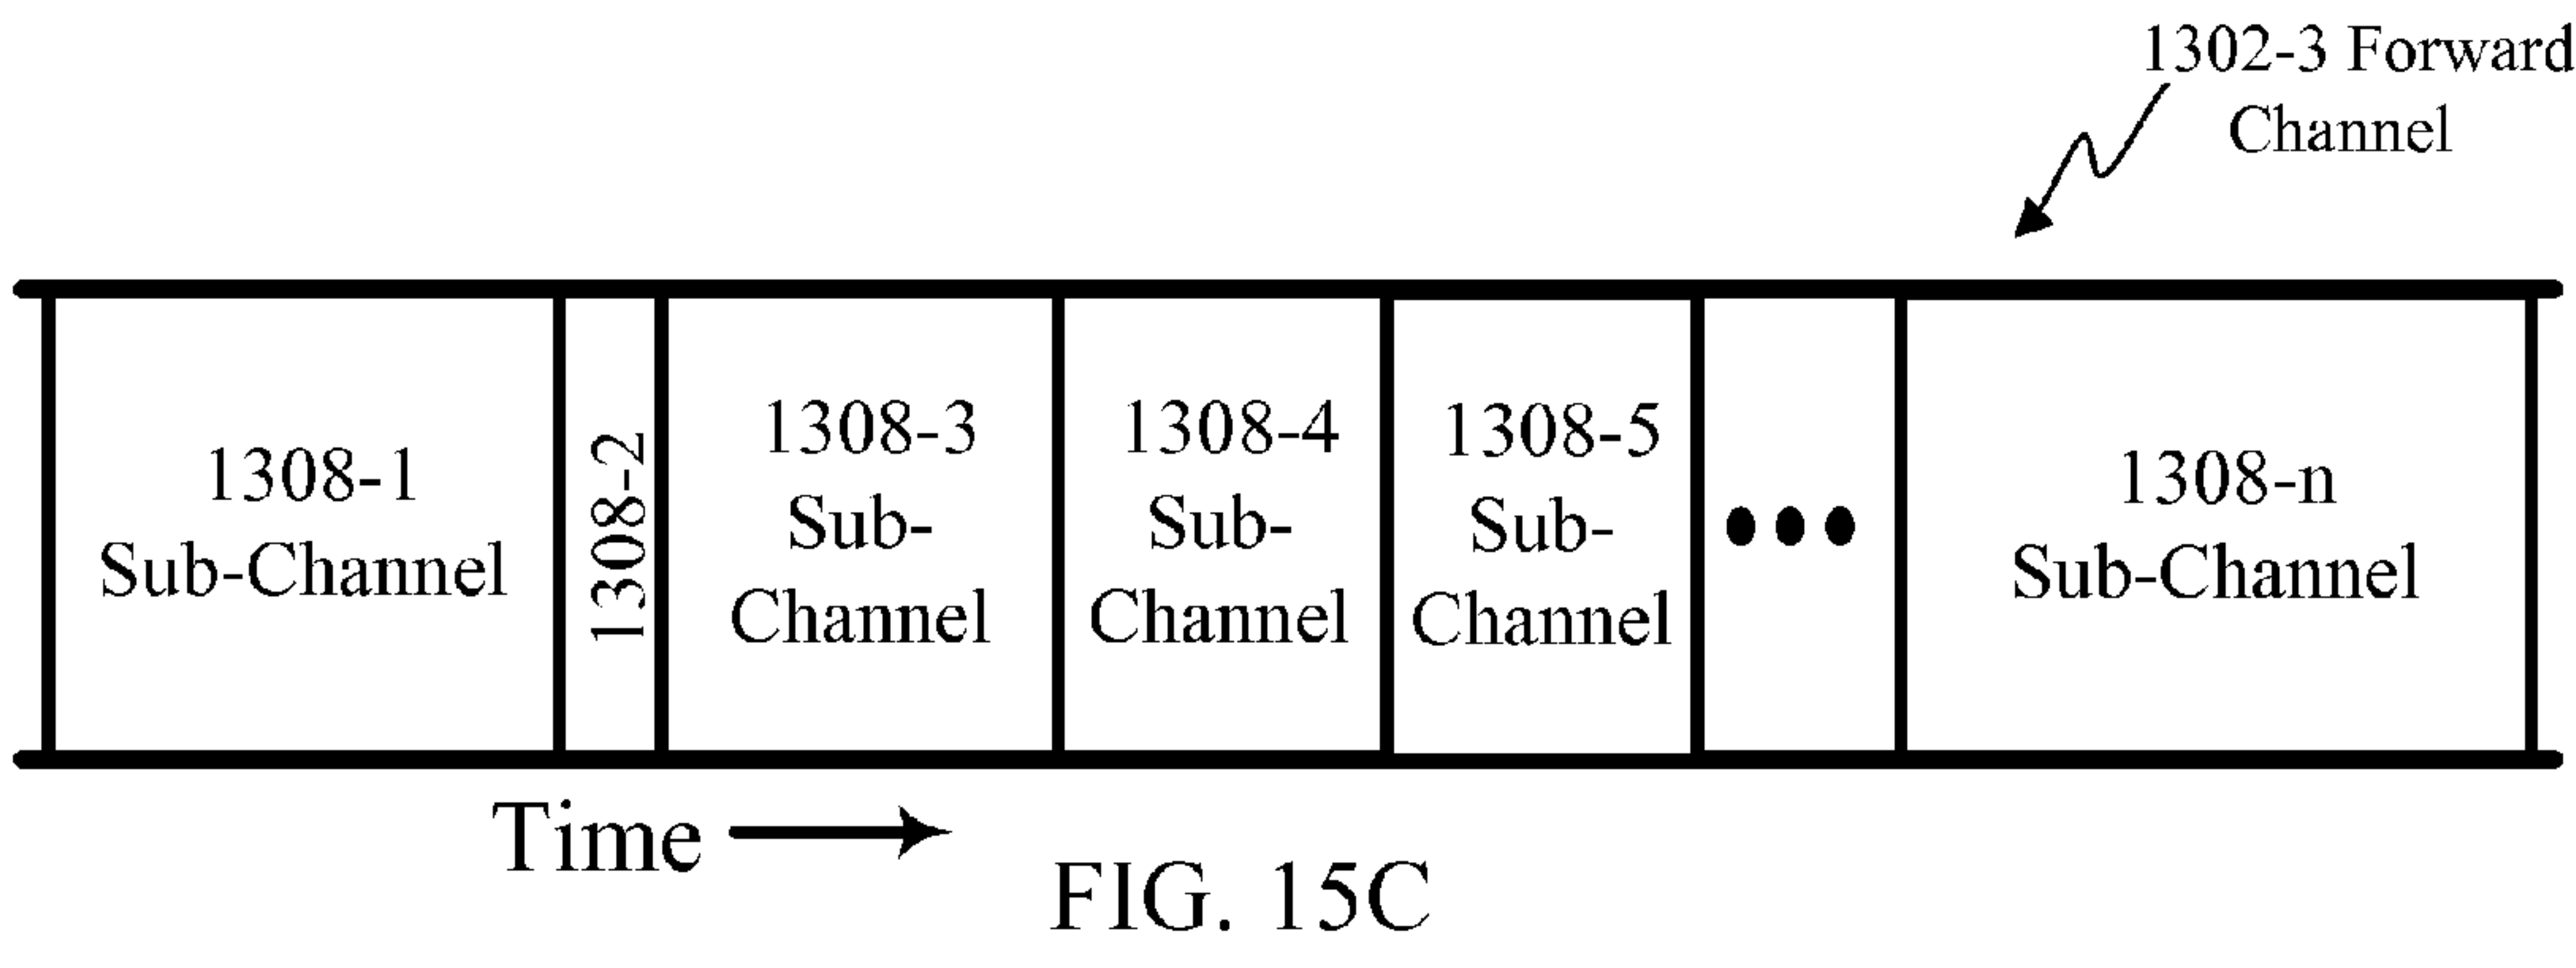 1302-3 Forward
Channel
1308-1
Sub-Channel
1308-2
1308-3
Sub-
Channel
1308-4
Sub-
Channel
1308-5
Sub-
Channel
•••
1308-n
Sub-Channel
Time
FIG. 15C